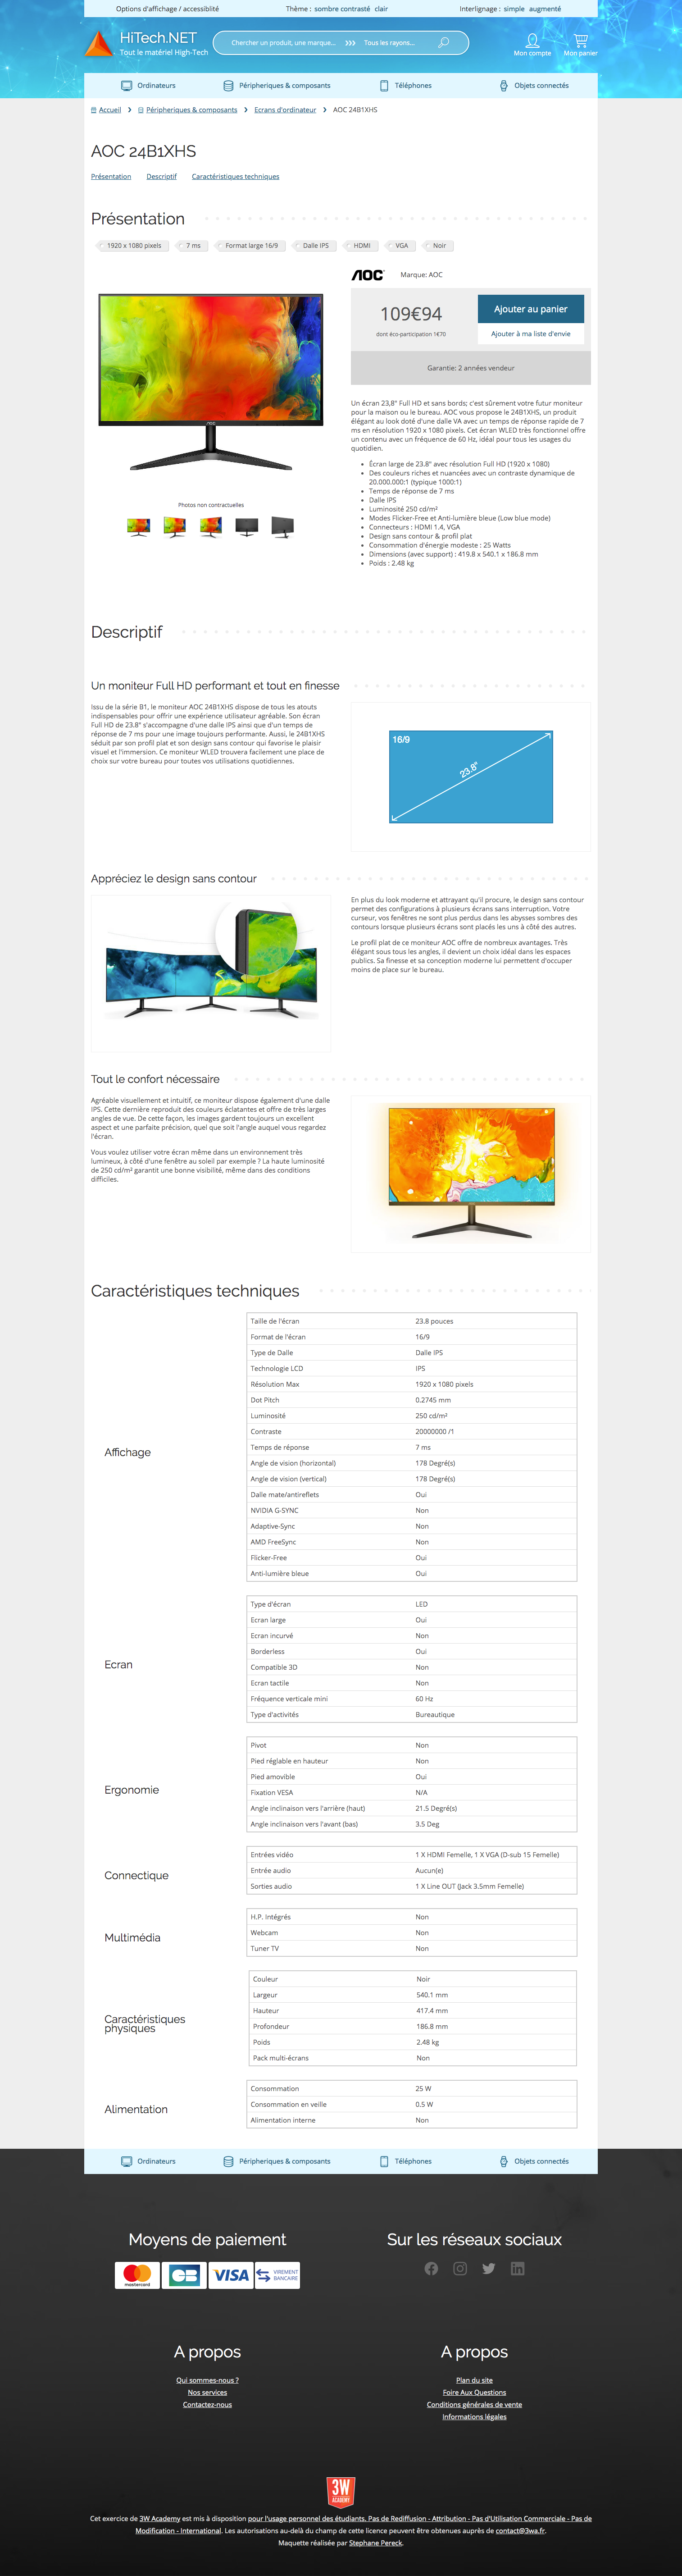 Options d'affichage / accessiblité
Thème : sombre contrasté clair
Interlignage : simple augmenté
HiTech.NET
Tout le matériel High-Tech
Chercher un produit, une marque... Tous les rayons...
Mon compte
Mon panier
Ordinateurs
Péripheriques & composants
Téléphones
Objets connectés
Accueil > Péripheriques & composants > Ecrans d'ordinateur > AOC 24B1XHS
AOC 24B1XHS
Présentation Descriptif Caractéristiques techniques
Présentation
1920 x 1080 pixels
7 ms
Format large 16/9
Dalle IPS
HDMI
VGA
Noir
AOC
Photos non contractuelles
AOC
Marque: AOC
109€94
dont éco-participation 1€70
Ajouter au panier
Ajouter à ma liste d'envie
Garantie: 2 années vendeur
Un écran 23,8" Full HD et sans bords; c'est sûrement votre futur moniteur
pour la maison ou le bureau. AOC vous propose le 24B1XHS, un produit
élégant au look doté d'une dalle VA avec un temps de réponse rapide de 7
ms en résolution 1920 x 1080 pixels. Cet écran WLED très fonctionnel offre
un contenu avec un fréquence de 60 Hz, idéal pour tous les usages du
quotidien.
Écran large de 23.8" avec résolution Full HD (1920 x 1080)
Des couleurs riches et nuancées avec un contraste dynamique de
20.000.000:1 (typique 1000:1)
Temps de réponse de 7 ms
Dalle IPS
Luminosité 250 cd/m²
Modes Flicker-Free et Anti-lumière bleue (Low blue mode)
Connecteurs : HDMI 1.4, VGA
Design sans contour & profil plat
Consommation d'énergie modeste : 25 Watts
Dimensions (avec support) : 419.8 x 540.1 x 186.8 mm
Poids : 2.48 kg
Descriptif
Un moniteur Full HD performant et tout en finesse
Issu de la série B1, le moniteur AOC 24B1XHS dispose de tous les atouts
indispensables pour offrir une expérience utilisateur agréable. Son écran
Full HD de 23.8" s'accompagne d'une dalle IPS ainsi que d'un temps de
réponse de 7 ms pour une image toujours performante. Aussi, le 24B1XHS
séduit par son profil plat et son design sans contour qui favorise le plaisir
visuel et l'immersion. Ce moniteur WLED trouvera facilement une place de
choix sur votre bureau pour toutes vos utilisations quotidiennes.
16/9
23.8"
Appréciez le design sans contour
En plus du look moderne et attrayant qu'il procure, le design sans contour
permet des configurations à plusieurs écrans sans interruption. Votre
curseur, vos fenêtres ne sont plus perdus dans les abysses sombres des
contours lorsque plusieurs écrans sont placés les uns à côté des autres.
Le profil plat de ce moniteur AOC offre de nombreux avantages. Très
élégant sous tous les angles, il devient un choix idéal dans les espaces
publics. Sa finesse et sa conception moderne lui permettent d'occuper
moins de place sur le bureau.
Tout le confort nécessaire
Agréable visuellement et intuitif, ce moniteur dispose également d'une dalle
IPS. Cette dernière reproduit des couleurs éclatantes et offre de très larges
angles de vue. De cette façon, les images gardent toujours un excellent
aspect et une parfaite précision, quel que soit l'angle auquel vous regardez
l'écran.
Vous voulez utiliser votre écran même dans un environnement très
lumineux, à côté d'une fenêtre au soleil par exemple ? La haute luminosité
de 250 cd/m² garantit une bonne visibilité, même dans des conditions
difficiles.
Caractéristiques techniques
Affichage
Taille de l'écran 23.8 pouces
Format de l'écran 16/9
Type de Dalle Dalle IPS
Technologie LCD IPS
Résolution Max 1920 x 1080 pixels
Dot Pitch 0.2745 mm
Luminosité 250 cd/m²
Contraste 20000000 /1
Temps de réponse 7 ms
Angle de vision (horizontal) 178 Degré(s)
Angle de vision (vertical) 178 Degré(s)
Dalle mate/antireflets Oui
NVIDIA G-SYNC Non
Adaptive-Sync Non
AMD FreeSync Non
Flicker-Free Oui
Anti-lumière bleue Oui
Ecran
Type d'écran LED
Ecran large Oui
Ecran incurvé Non
Borderless Oui
Compatible 3D Non
Ecran tactile Non
Fréquence verticale mini 60 Hz
Type d'activités Bureautique
Ergonomie
Pivot Non
Pied réglable en hauteur Non
Pied amovible Oui
Fixation VESA N/A
Angle inclinaison vers l'arrière (haut) 21.5 Degré(s)
Angle inclinaison vers l'avant (bas) 3.5 Deg
Connectique
Entrées vidéo 1 X HDMI Femelle, 1 X VGA (D-sub 15 Femelle)
Entrée audio Aucun(e)
Sorties audio 1 X Line OUT (Jack 3.5mm Femelle)
Multimédia
H.P. Intégrés Non
Webcam Non
Tuner TV Non
Caractéristiques
physiques
Couleur Noir
Largeur 540.1 mm
Hauteur 417.4 mm
Profondeur 186.8 mm
Poids 2.48 kg
Pack multi-écrans Non
Alimentation
Consommation 25 W
Consommation en veille 0.5 W
Alimentation interne Non
Ordinateurs
Péripheriques & composants
Téléphones
Objets connectés
Moyens de paiement
mastercard
CB
VISA
VIREMENT
BANCAIRE
Sur les réseaux sociaux
A propos
Qui sommes-nous ?
Nos services
Contactez-nous
A propos
Plan du site
Foire Aux Questions
Conditions générales de vente
Informations légales
3W
ACADEMY
Cet exercice de 3W Academy est mis à disposition pour l'usage personnel des étudiants. Pas de Rediffusion - Attribution - Pas d'Utilisation Commerciale - Pas de
Modification - International. Les autorisations au-delà du champ de cette licence peuvent être obtenues auprès de contact@3wa.fr.
Maquette réalisée par Stephane Pereck.